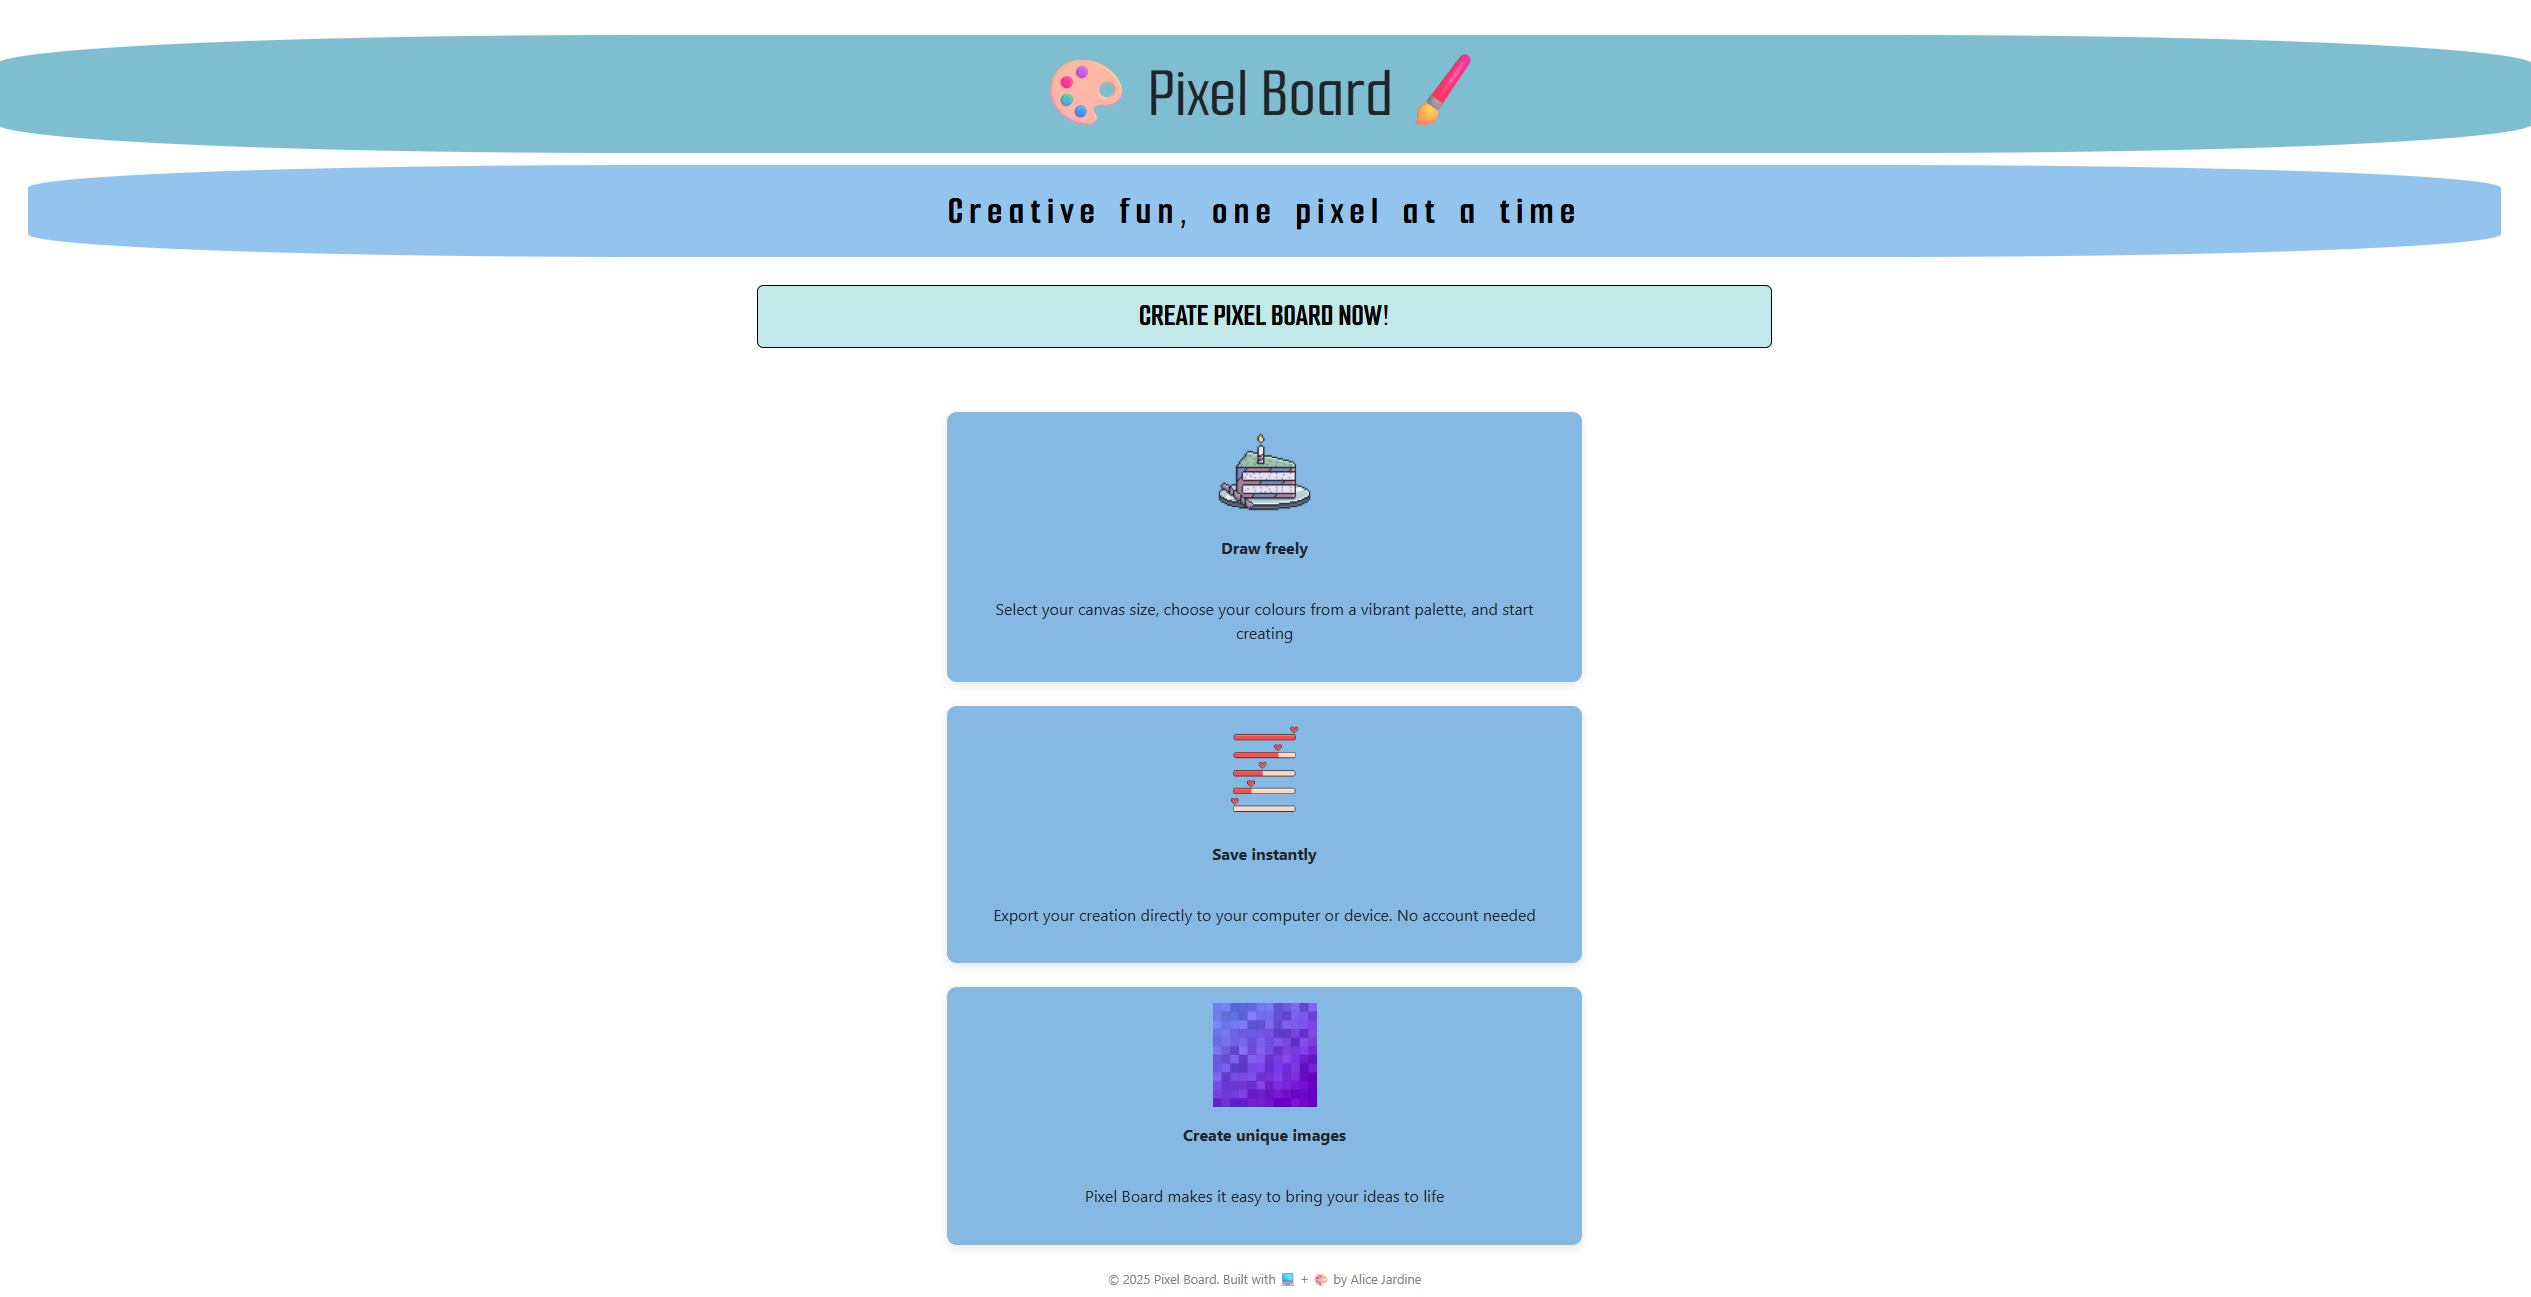 🎨 Pixel Board 🖌️
Creative fun, one pixel at a time
CREATE PIXEL BOARD NOW!
Draw freely
Select your canvas size, choose your colours from a vibrant palette, and start
creating
Save instantly
Export your creation directly to your computer or device. No account needed
Create unique images
Pixel Board makes it easy to bring your ideas to life
© 2025 Pixel Board. Built with 💻 + 🎨 by Alice Jardine